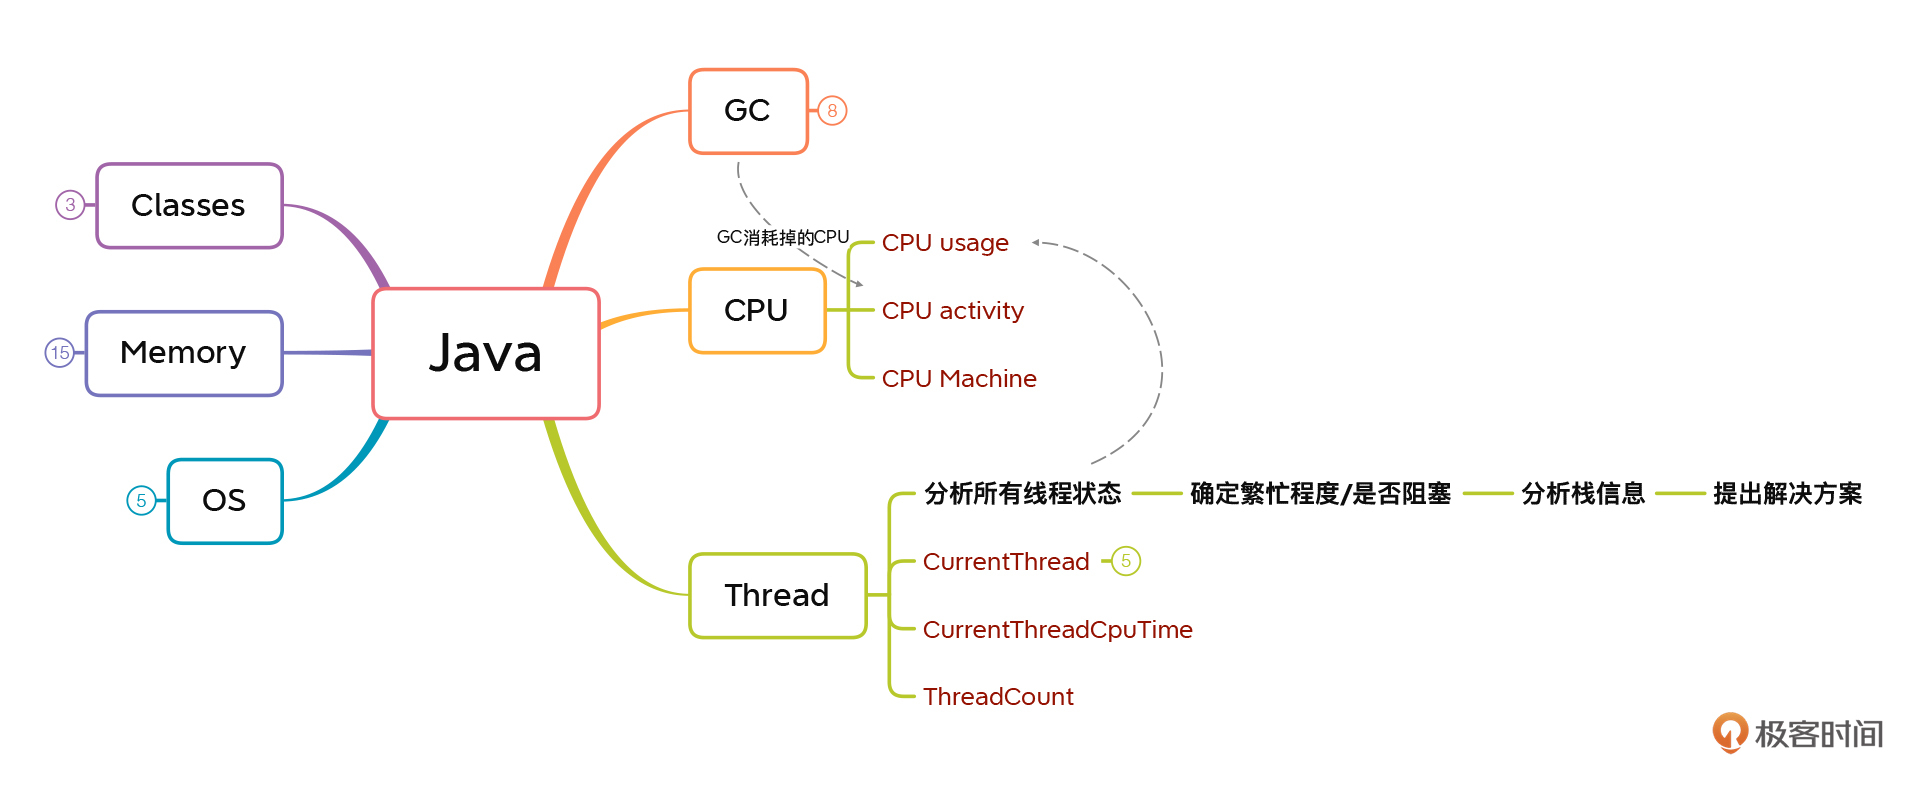 Java
GC
8
GC消耗掉的CPU
CPU
CPU usage
CPU activity
CPU Machine
Thread
分析所有线程状态
确定繁忙程度/是否阻塞
分析栈信息
提出解决方案
CurrentThread
5
CurrentThreadCpuTime
ThreadCount
Classes
3
Memory
15
OS
5
极客时间